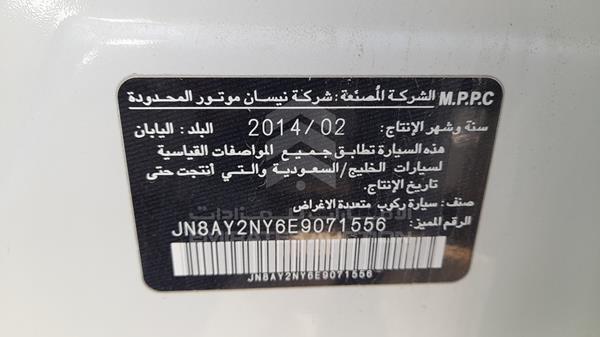 M.P.P.C الشركة المصنعة : شركة نيسان موتور المحدودة
سنة و شهر الإنتاج: 2014/02 البلد: اليابان
هذه السيارة تطابق جميع المواصفات القياسية
لسيارات الخليج/السعودية والتي أنتجت حتى
تاريخ الإنتاج.
صنف: سيارة ركوب متعددة الاغراض
الرقم المميز: JN8AY2NY6E9071556
JN8AY2NY6E9071556